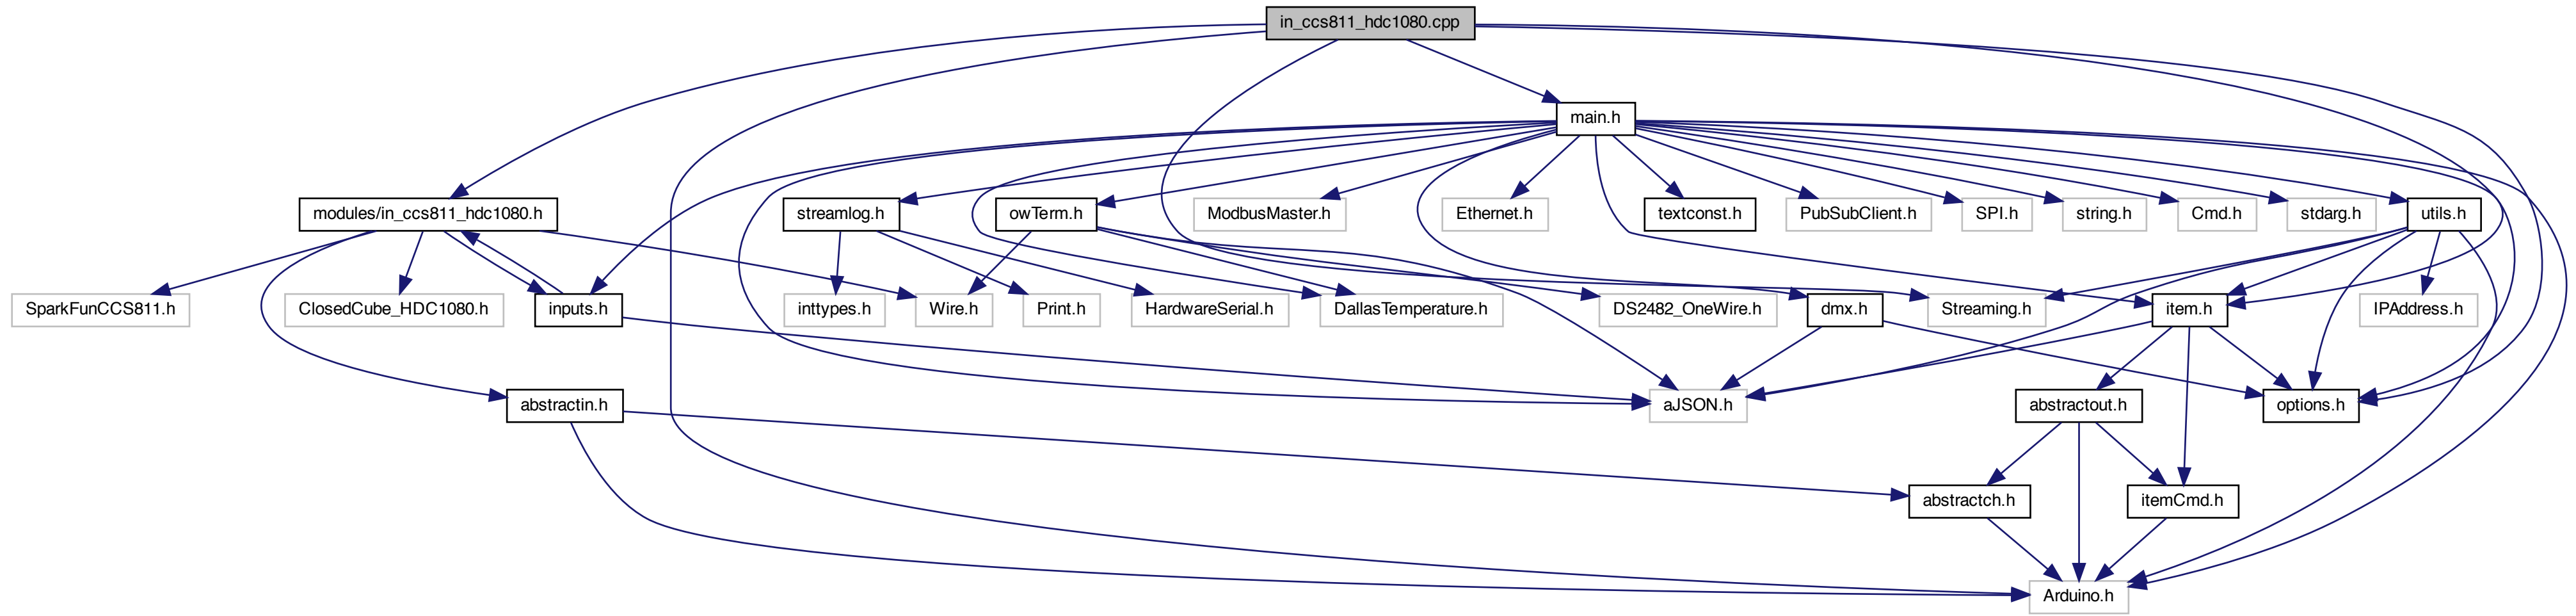 in_ccs811_hdc1080.cpp
main.h
modules/in_ccs811_hdc1080.h
streamlog.h
owTerm.h
ModbusMaster.h
Ethernet.h
textconst.h
PubSubClient.h
SPI.h
string.h
Cmd.h
stdarg.h
utils.h
SparkFunCCS811.h
ClosedCube_HDC1080.h
inputs.h
inttypes.h
Wire.h
Print.h
HardwareSerial.h
DallasTemperature.h
DS2482_OneWire.h
dmx.h
Streaming.h
item.h
IPAddress.h
abstractin.h
aJSON.h
abstractout.h
options.h
abstractch.h
itemCmd.h
Arduino.h